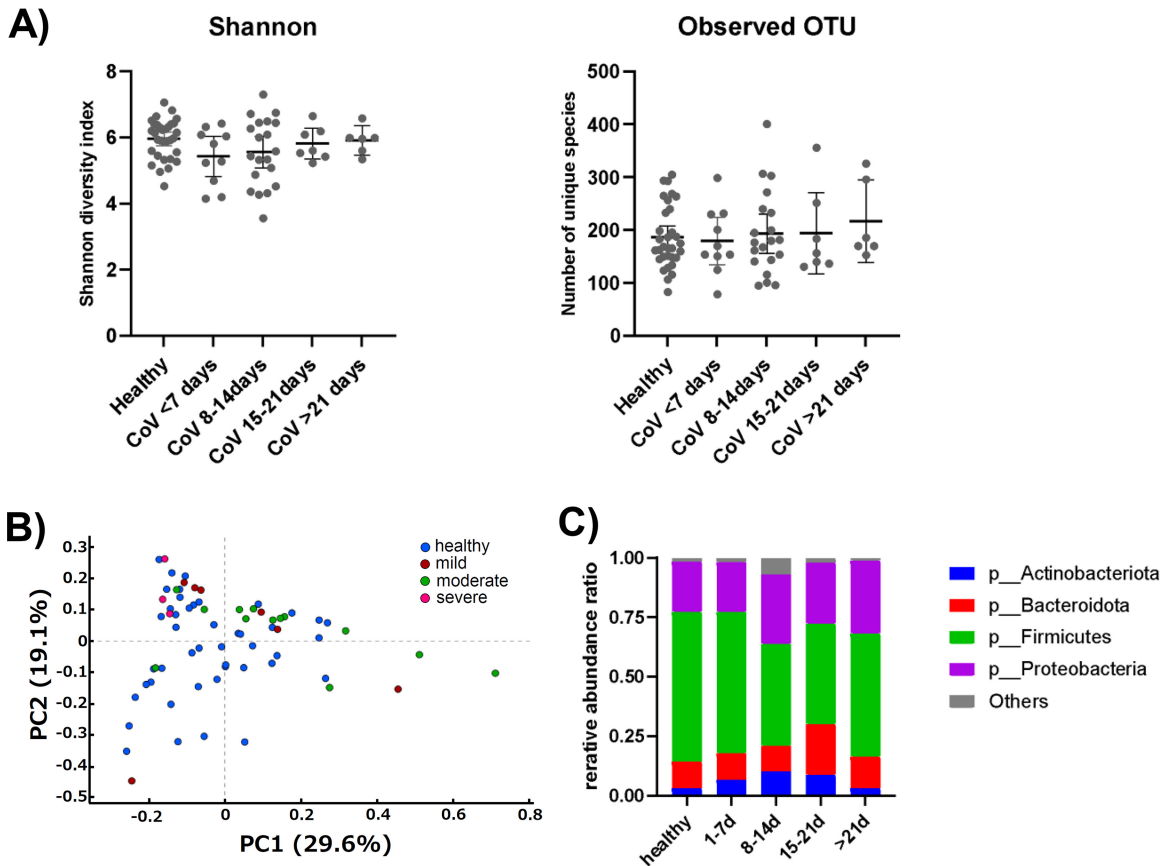 A)
Shannon
Shannon diversity index
8
6
4
2
0
Healthy
CoV <7 days
CoV 8-14days
CoV 15-21days
CoV >21 days
Observed OTU
Number of unique species
500
400
300
200
100
0
Healthy
CoV <7 days
CoV 8-14days
CoV 15-21days
CoV >21 days
B)
PC2 (19.1%)
0.3
0.2
0.1
0
-0.1
-0.2
-0.3
-0.4
-0.5
-0.2
0
0.2
0.4
0.6
0.8
PC1 (29.6%)
healthy
mild
moderate
severe
C)
rerative abundance ratio
1.00
0.75
0.50
0.25
0.00
healthy
1-7d
8-14d
15-21d
>21d
p__Actinobacteriota
p__Bacteroidota
p__Firmicutes
p__Proteobacteria
Others